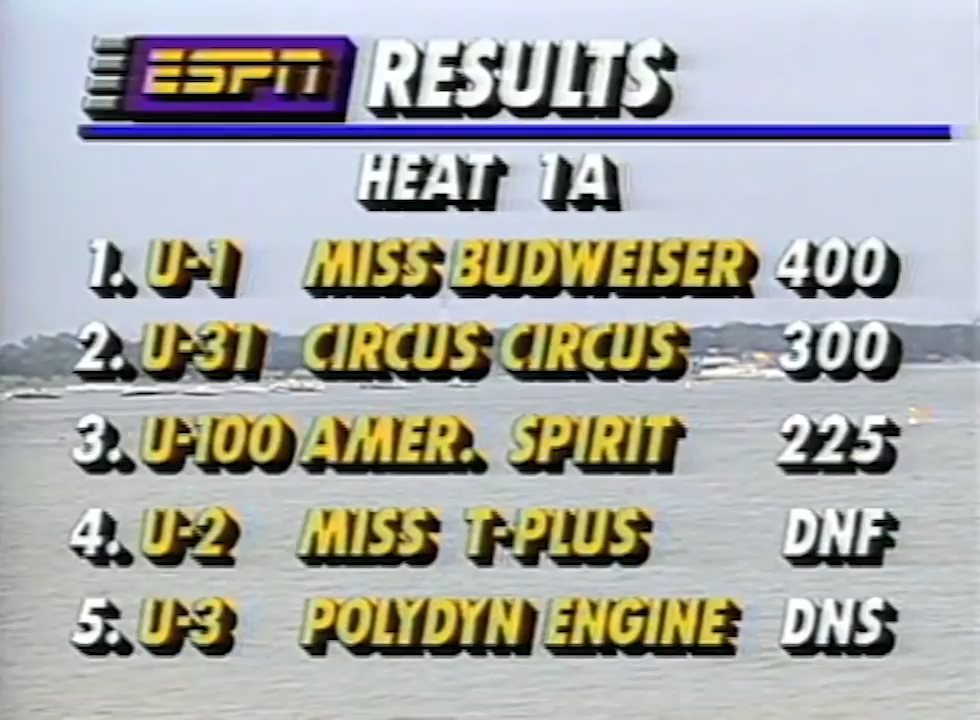 ESPN RESULTS
HEAT 1A
1. U-1 MISS BUDWEISER 400
2. U-31 CIRCUS CIRCUS 300
3. U-100 AMER. SPIRIT 225
4. U-2 MISS T-PLUS DNF
5. U-3 POLYDYN ENGINE DNS